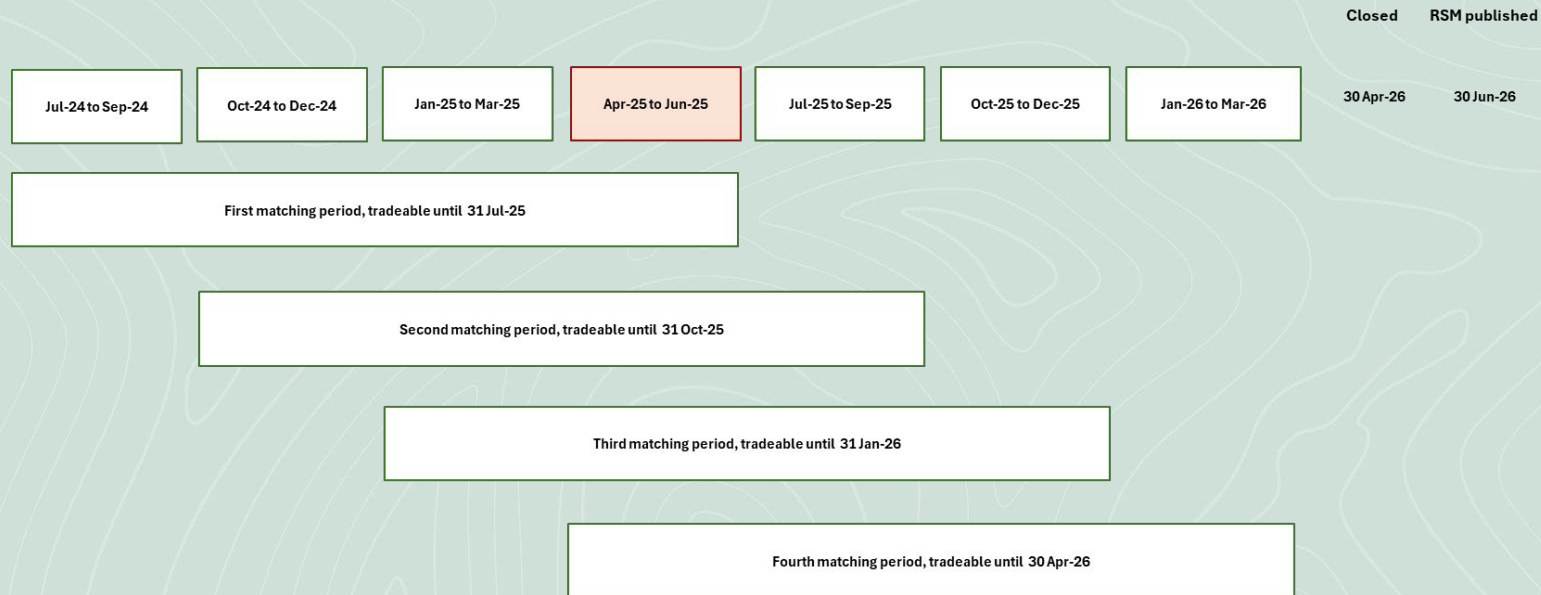 Closed RSM published
Jul-24 to Sep-24 Oct-24 to Dec-24 Jan-25 to Mar-25 Apr-25 to Jun-25 Jul-25 to Sep-25 Oct-25 to Dec-25 Jan-26 to Mar-26 30 Apr-26 30 Jun-26
First matching period, tradeable until 31 Jul-25
Second matching period, tradeable until 31 Oct-25
Third matching period, tradeable until 31 Jan-26
Fourth matching period, tradeable until 30 Apr-26